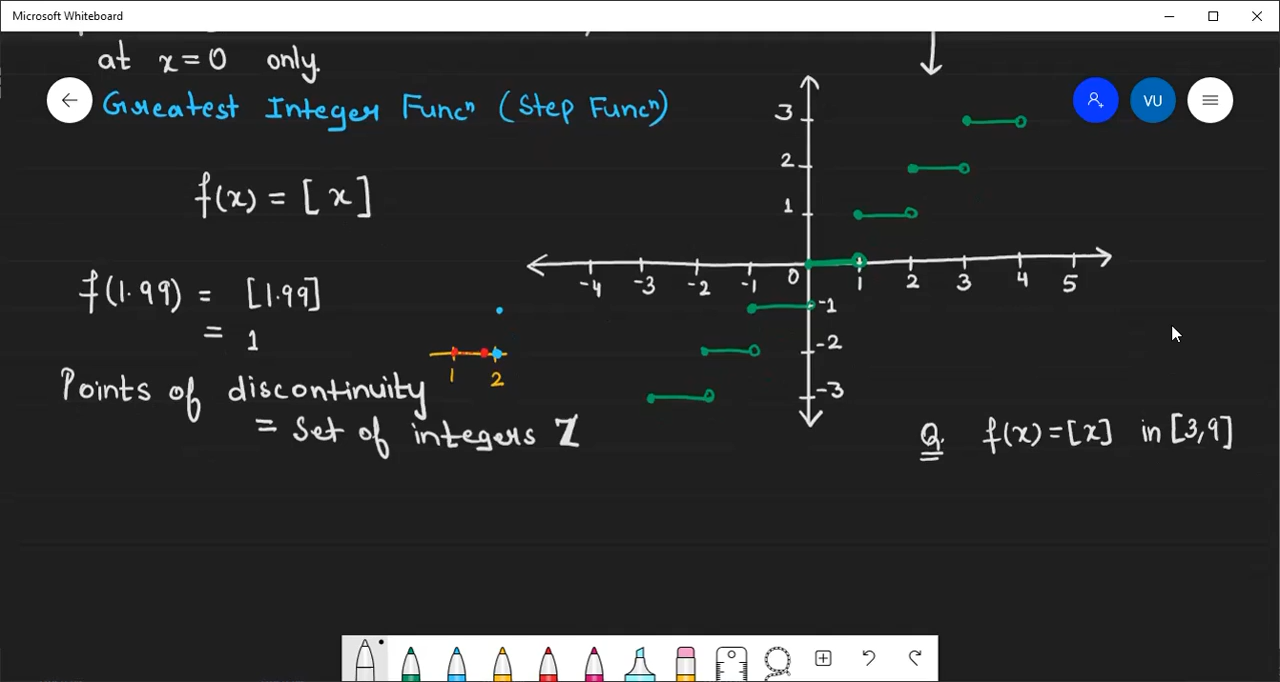 Microsoft Whiteboard
at x=0 only.
Greatest Integer Funcⁿ (Step Funcⁿ)
VU
f(x) = [x]
f(1.99) = [1.99]
= 1
1 2
Points of discontinuity
= Set of integers Z
3
2
1
-4 -3 -2 -1 0 1 2 3 4 5
-1
-2
-3
Q. f(x)=[x] in [3,9]